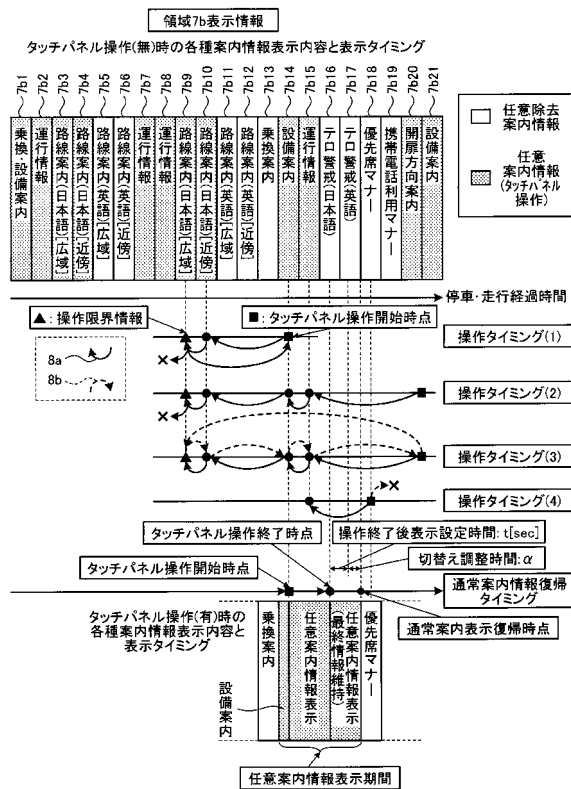 領域7b表示情報
タッチパネル操作(無)時の各種案内情報表示内容と表示タイミング
7b1
7b2
7b3
7b4
7b5
7b6
7b7
7b8
7b9
7b10
7b11
7b12
7b13
7b14
7b15
7b16
7b17
7b18
7b19
7b20
7b21
乗換・設備案内
運行情報
路線案内(日本語)[広域]
路線案内(日本語)[近傍]
路線案内(英語)[広域]
路線案内(英語)[近傍]
運行情報
運行情報
路線案内(日本語)[広域]
路線案内(日本語)[近傍]
路線案内(英語)[広域]
路線案内(英語)[近傍]
乗換案内
設備案内
運行情報
テロ警戒(日本語)
テロ警戒(英語)
優先席マナー
携帯電話利用マナー
開扉方向案内
設備案内
任意除去
案内情報
任意
案内情報
(タッチパネル
操作)
停車・走行経過時間
▲:操作限界情報
■:タッチパネル操作開始時点
8a
8b
×
操作タイミング(1)
×
操作タイミング(2)
操作タイミング(3)
×
操作タイミング(4)
タッチパネル操作終了時点
操作終了後表示設定時間:t[sec]
切替え調整時間:α
タッチパネル操作開始時点
通常案内情報復帰
タイミング
タッチパネル操作(有)時の
各種案内情報表示内容と
表示タイミング
通常案内表示復帰時点
乗換案内
設備案内
任意案内情報表示
任意案内情報表示
(最終情報維持)
優先席マナー
任意案内情報表示期間